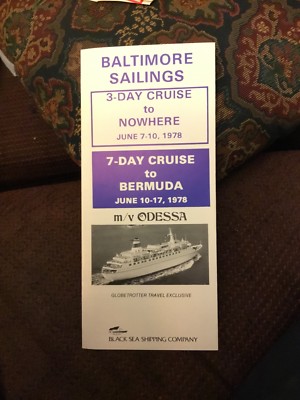 BALTIMORE
SAILINGS
3-DAY CRUISE
to
NOWHERE
JUNE 7-10, 1978
7-DAY CRUISE
to
BERMUDA
JUNE 10-17, 1978
m/v ODESSA
GLOBETROTTER TRAVEL EXCLUSIVE
BLACK SEA SHIPPING COMPANY